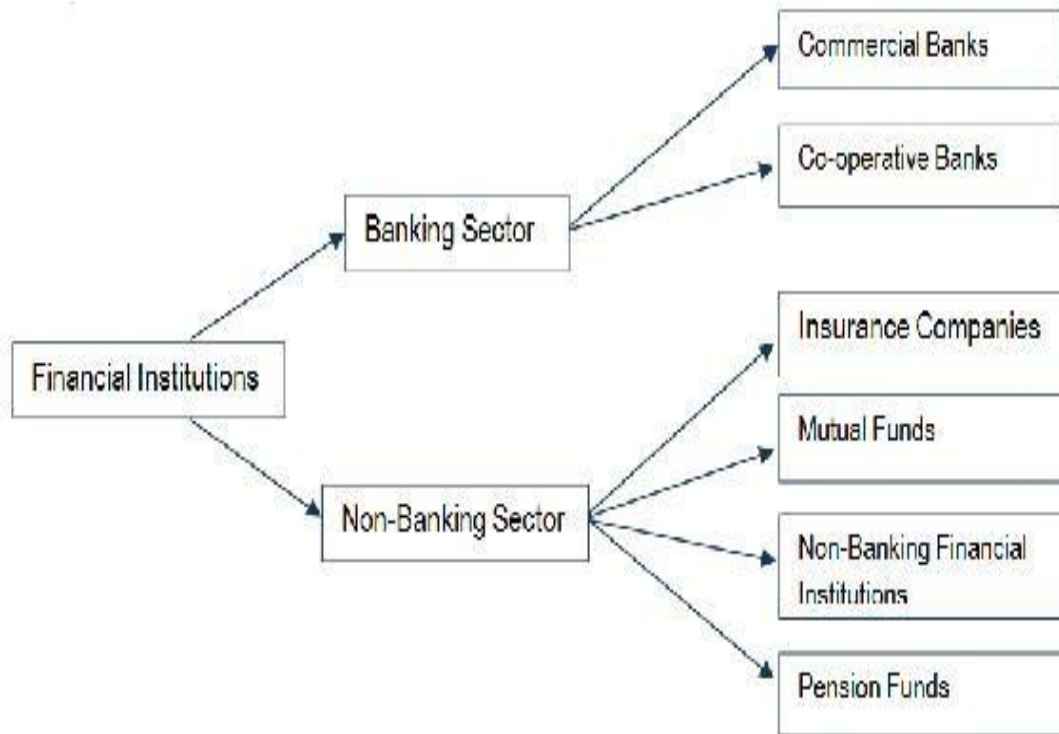 Commercial Banks
Co-operative Banks
Banking Sector
Insurance Companies
Financial Institutions
Mutual Funds
Non-Banking Sector
Non-Banking Financial
Institutions
Pension Funds